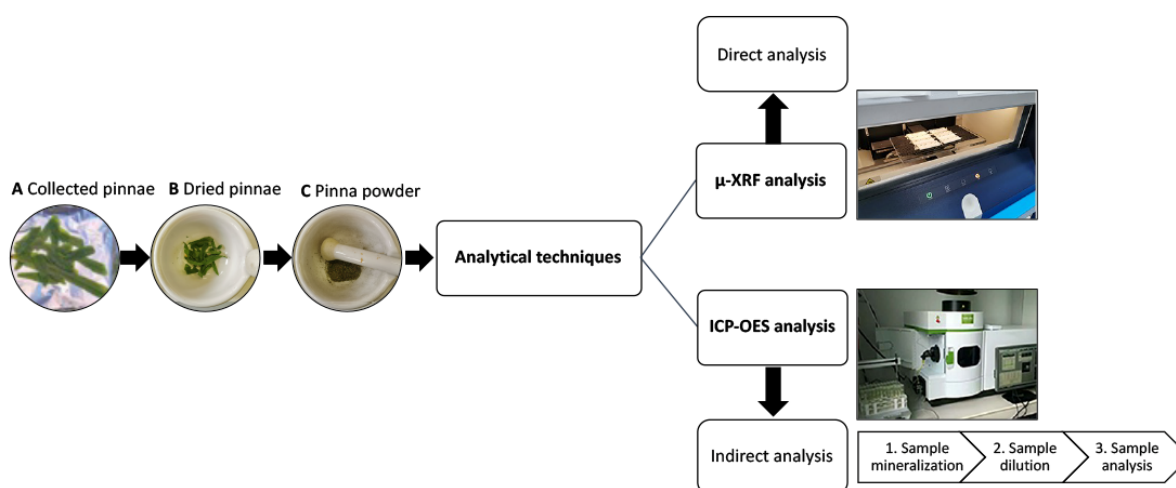 Direct analysis
µ-XRF analysis
A Collected pinnae
B Dried pinnae
C Pinna powder
Analytical techniques
ICP-OES analysis
Indirect analysis
1. Sample
mineralization
2. Sample
dilution
3. Sample
analysis